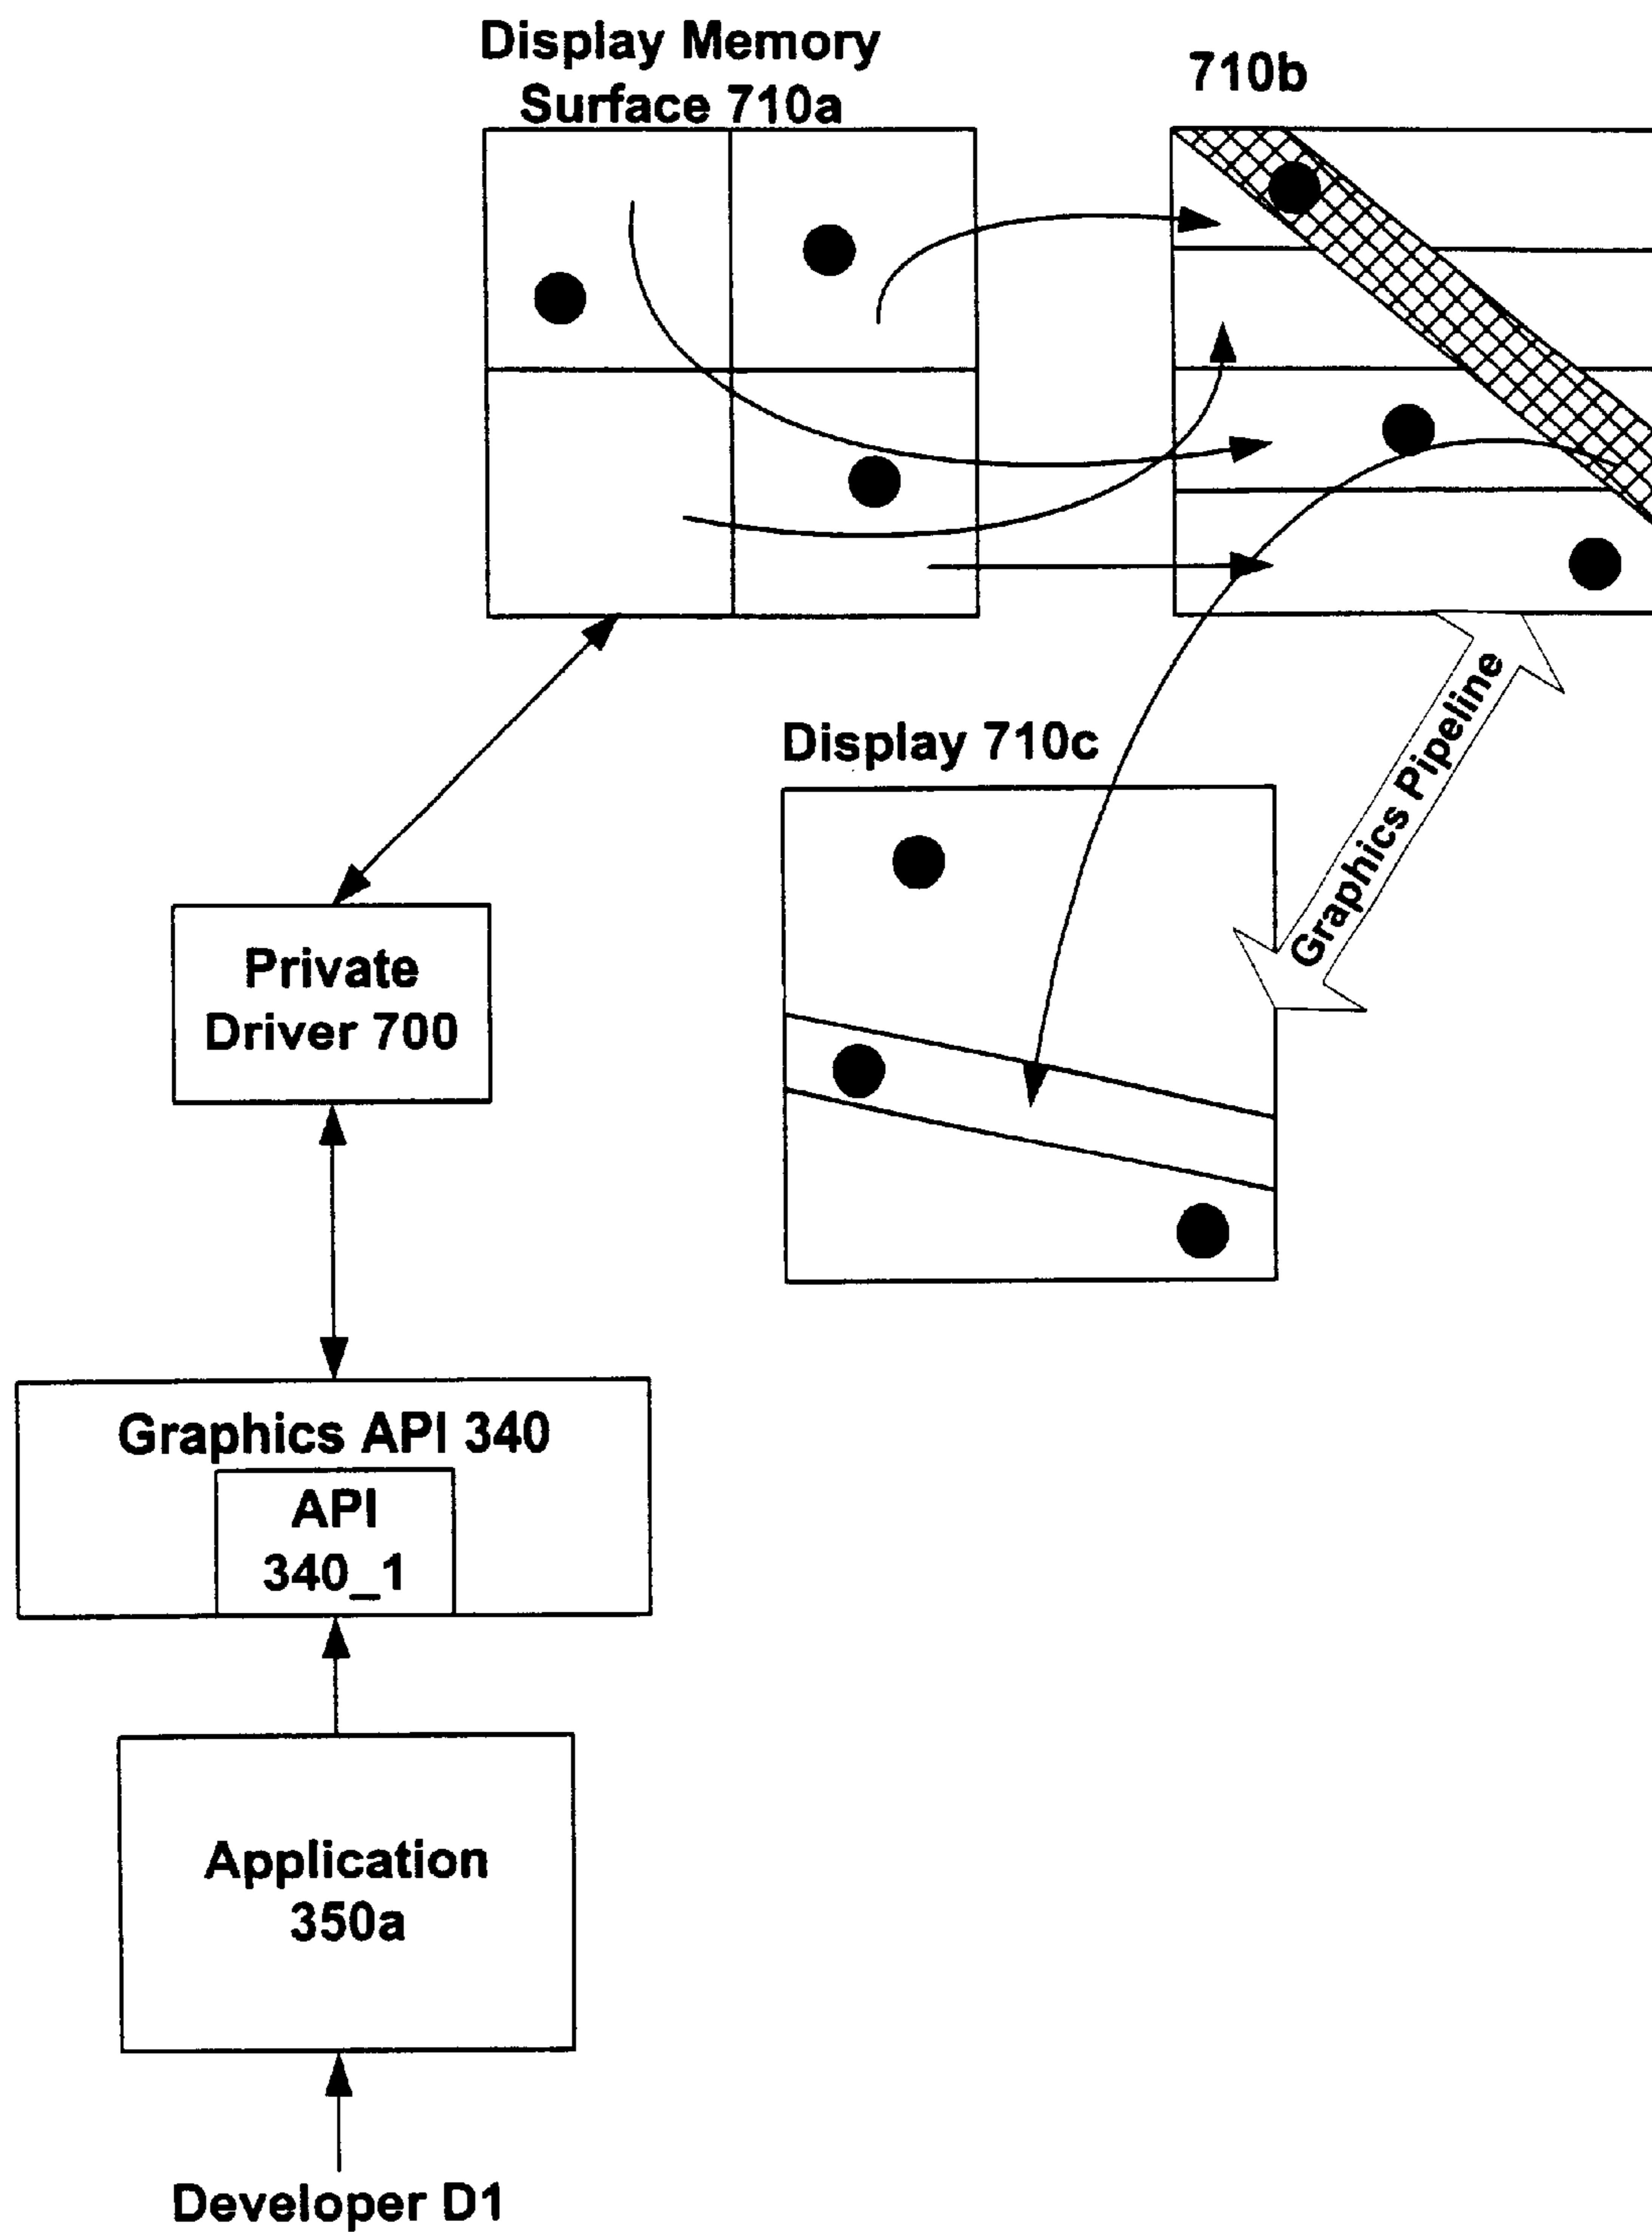 Display Memory
Surface 710a
710b
Graphics Pipeline
Display 710c
Private
Driver 700
Graphics API 340
API
340_1
Application
350a
Developer D1